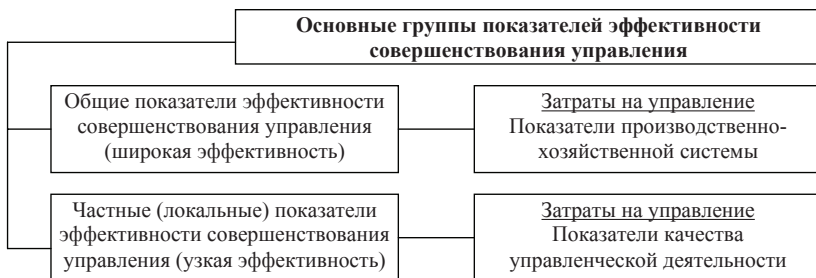 Основные группы показателей эффективности
совершенствования управления
Общие показатели эффективности
совершенствования управления
(широкая эффективность)
Затраты на управление
Показатели производственно-
хозяйственной системы
Частные (локальные) показатели
эффективности совершенствования
управления (узкая эффективность)
Затраты на управление
Показатели качества
управленческой деятельности